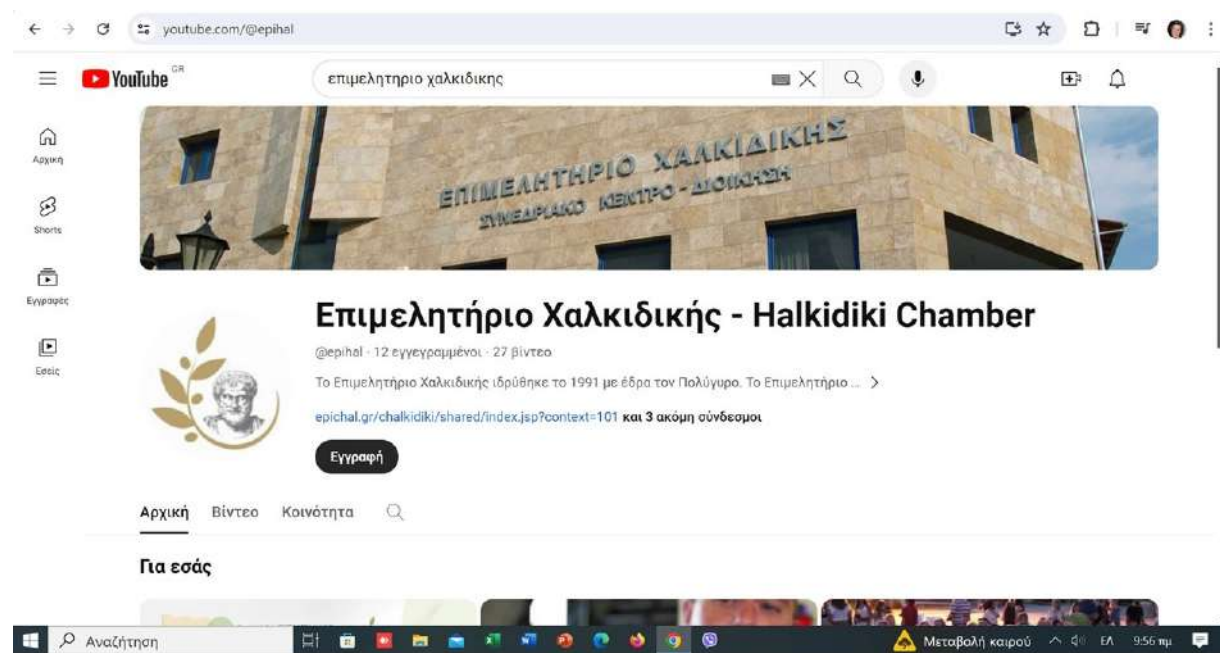 youtube.com/@epihal
YouTube GR
επιμελητηριο χαλκιδικης
Αρχική
Shorts
Εγγραφές
Εσείς
ΕΠΙΜΕΛΗΤΗΡΙΟ ΧΑΛΚΙΔΙΚΗΣ
ΣΥΝΕΔΡΙΑΚΟ ΚΕΝΤΡΟ - ΔΙΟΙΚΗΣΗ
Επιμελητήριο Χαλκιδικής - Halkidiki Chamber
@epihal · 12 εγγεγραμμένοι · 27 βίντεο
Το Επιμελητήριο Χαλκιδικής ιδρύθηκε το 1991 με έδρα τον Πολύγυρο. Το Επιμελητήριο ...
epichal.gr/chalkidiki/shared/index.jsp?context=101 και 3 ακόμη σύνδεσμοι
Εγγραφή
Αρχική Βίντεο Κοινότητα
Για εσάς
Αναζήτηση
Μεταβολή καιρού
ΕΛ
9:56 πμ